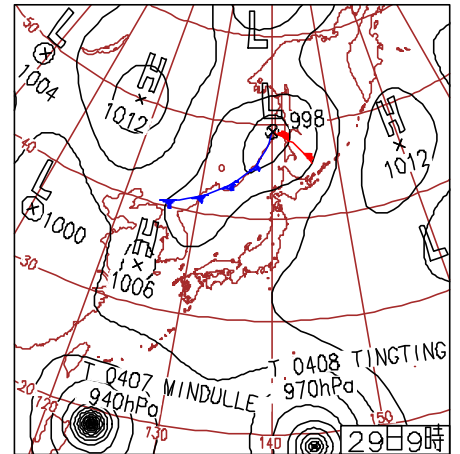 L
50
L
1004
H
1012
L
998
H
1012
40
L
1000
H
1006
L
30
T 0408 TINGTING
970hPa
T 0407 MINDULLE
940hPa
20
120
130
140
150
29日9時